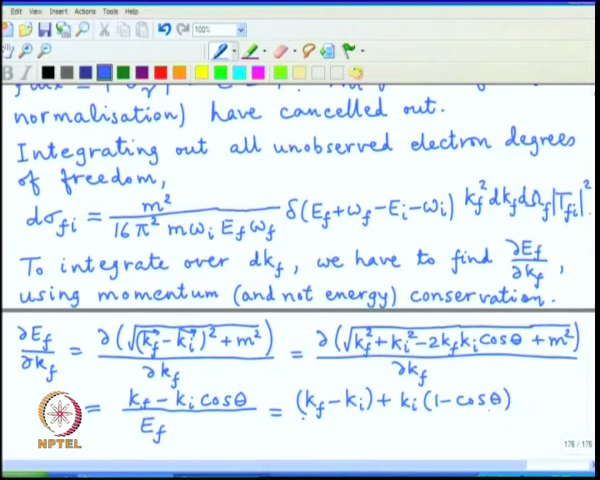 Edit View Insert Actions Tools Help
100%
normalisation) have cancelled out.
Integrating out all unobserved electron degrees
of freedom,
dσ_fi = m² / (16π² mω_i E_f ω_f) δ(E_f+ω_f−E_i−ω_i) k_f² dk_f dΩ_f |T_fi|².
To integrate over dk_f, we have to find ∂E_f/∂k_f,
using momentum (and not energy) conservation.
∂E_f/∂k_f = ∂(√((k⃗_f−k⃗_i)²+m²))/∂k_f = ∂(√(k_f²+k_i²−2k_f k_i cosθ+m²))/∂k_f
= (k_f−k_i cosθ)/E_f = (k_f−k_i)+k_i(1−cosθ)
NPTEL
176 / 176